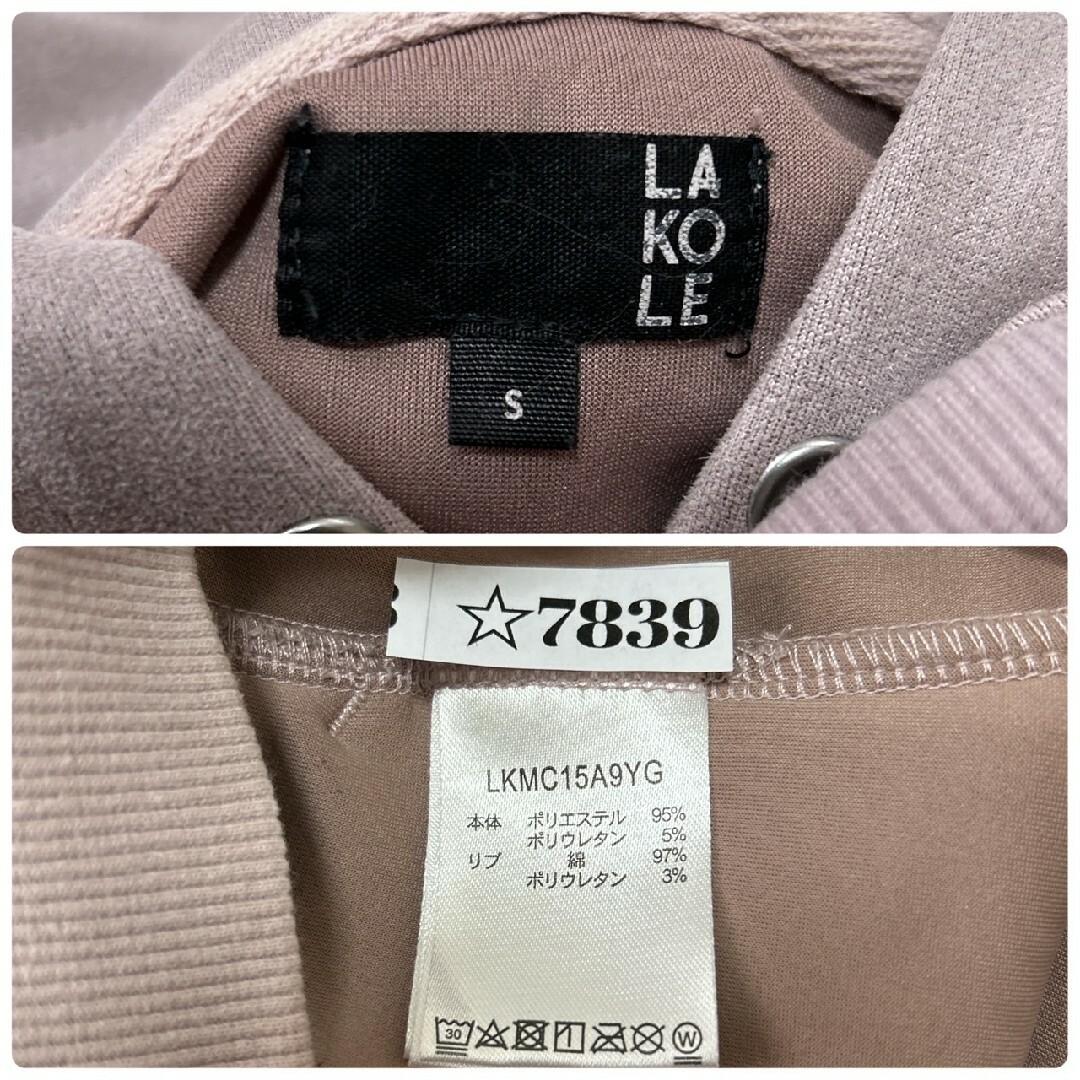 LA
KO
LE
S
☆7839
LKMC15A9YG
本体 ポリエステル 95%
ポリウレタン 5%
リブ 綿 97%
ポリウレタン 3%
30
W